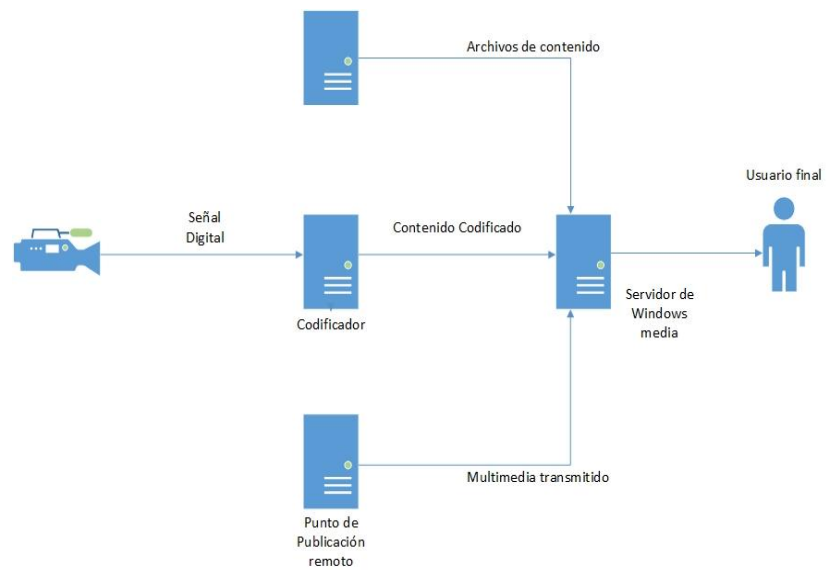 Archivos de contenido
Usuario final
Señal
Digital
Contenido Codificado
Codificador
Servidor de
Windows
media
Multimedia transmitido
Punto de
Publicación
remoto